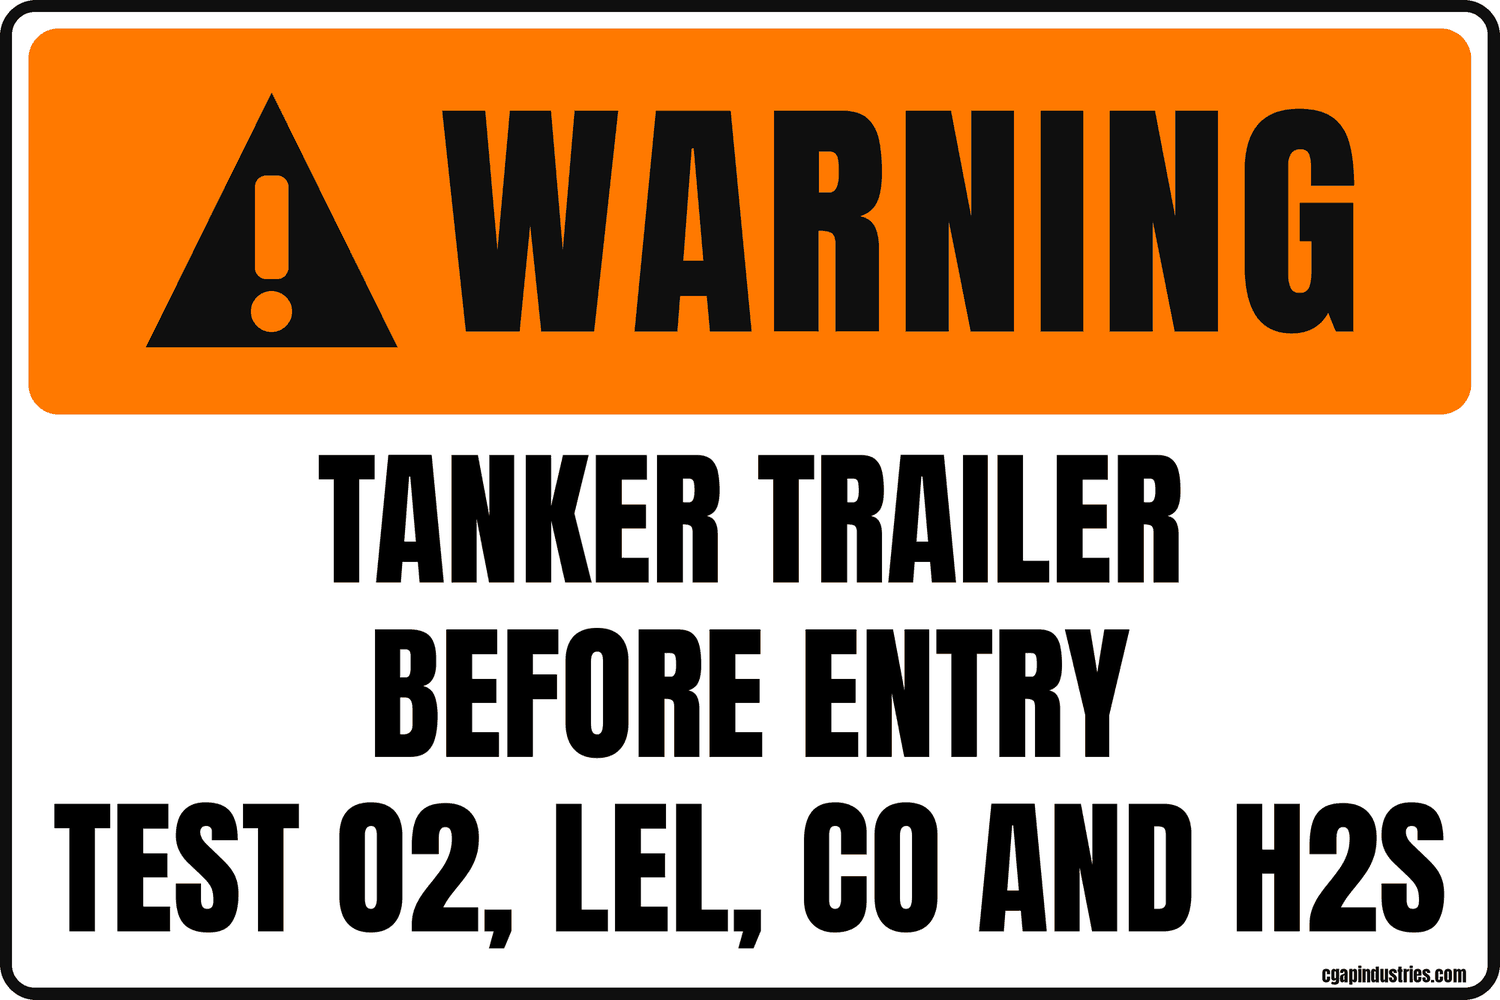 WARNING
TANKER TRAILER
BEFORE ENTRY
TEST O2, LEL, CO AND H2S
cgapindustries.com